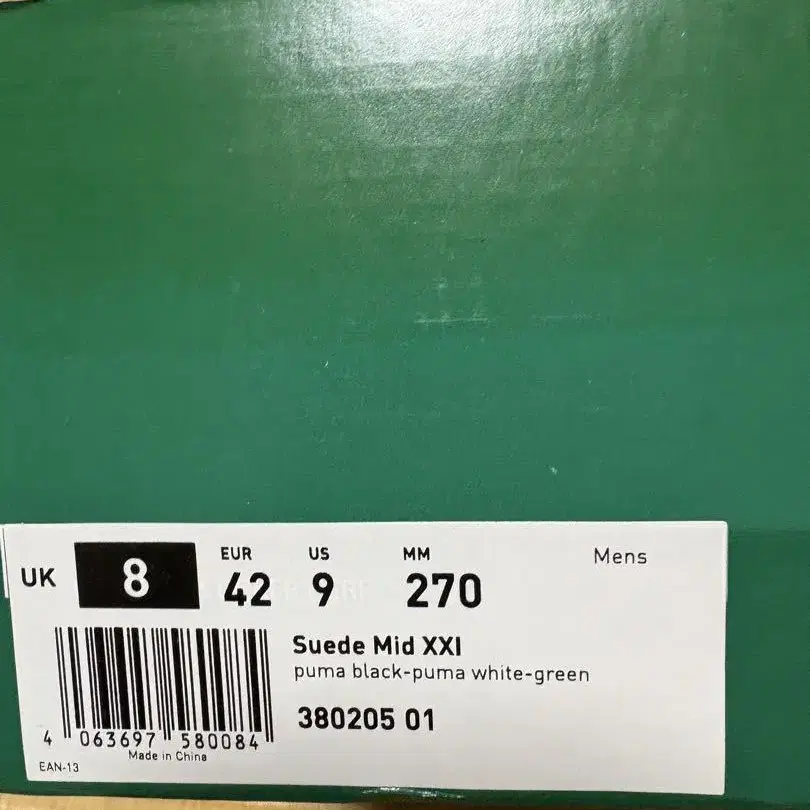 UK 8 EUR 42 US 9 MM 270 Mens
Suede Mid XXI
puma black-puma white-green
380205 01
4 063697 580084
Made in China
EAN-13